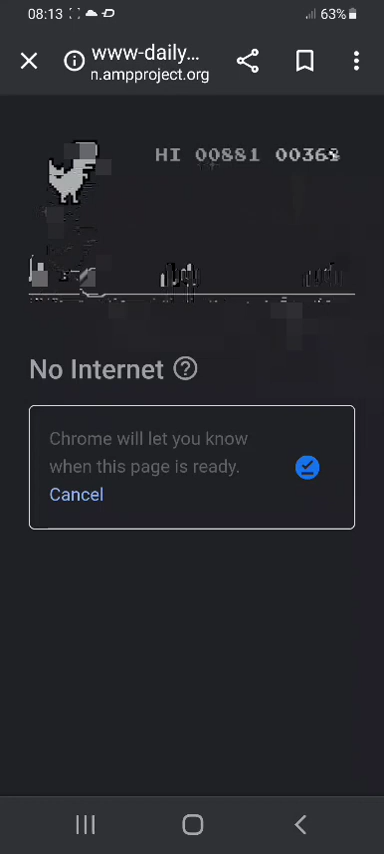 08:13
63%
www-daily...
n.ampproject.org
HI 00881 00368
No Internet
Chrome will let you know
when this page is ready.
Cancel